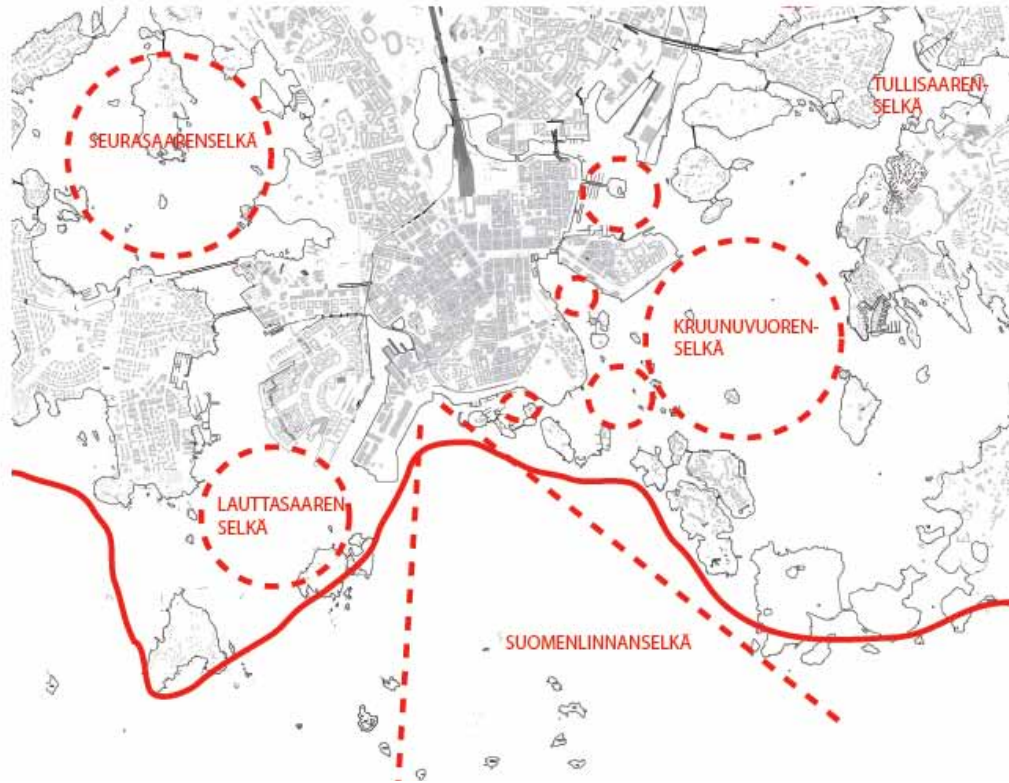 TULLISAAREN-
SELKÄ
SEURASAARENSELKÄ
KRUUNUVUOREN-
SELKÄ
LAUTTASAAREN
SELKÄ
SUOMENLINNANSELKÄ